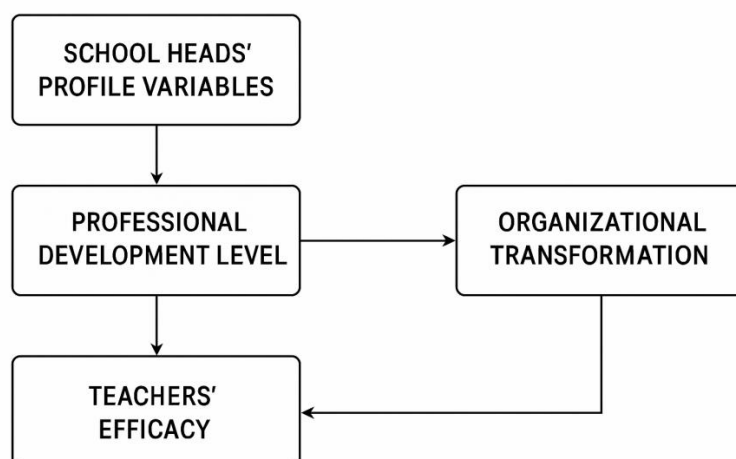 SCHOOL HEADS'
PROFILE VARIABLES
PROFESSIONAL
DEVELOPMENT LEVEL
ORGANIZATIONAL
TRANSFORMATION
TEACHERS'
EFFICACY